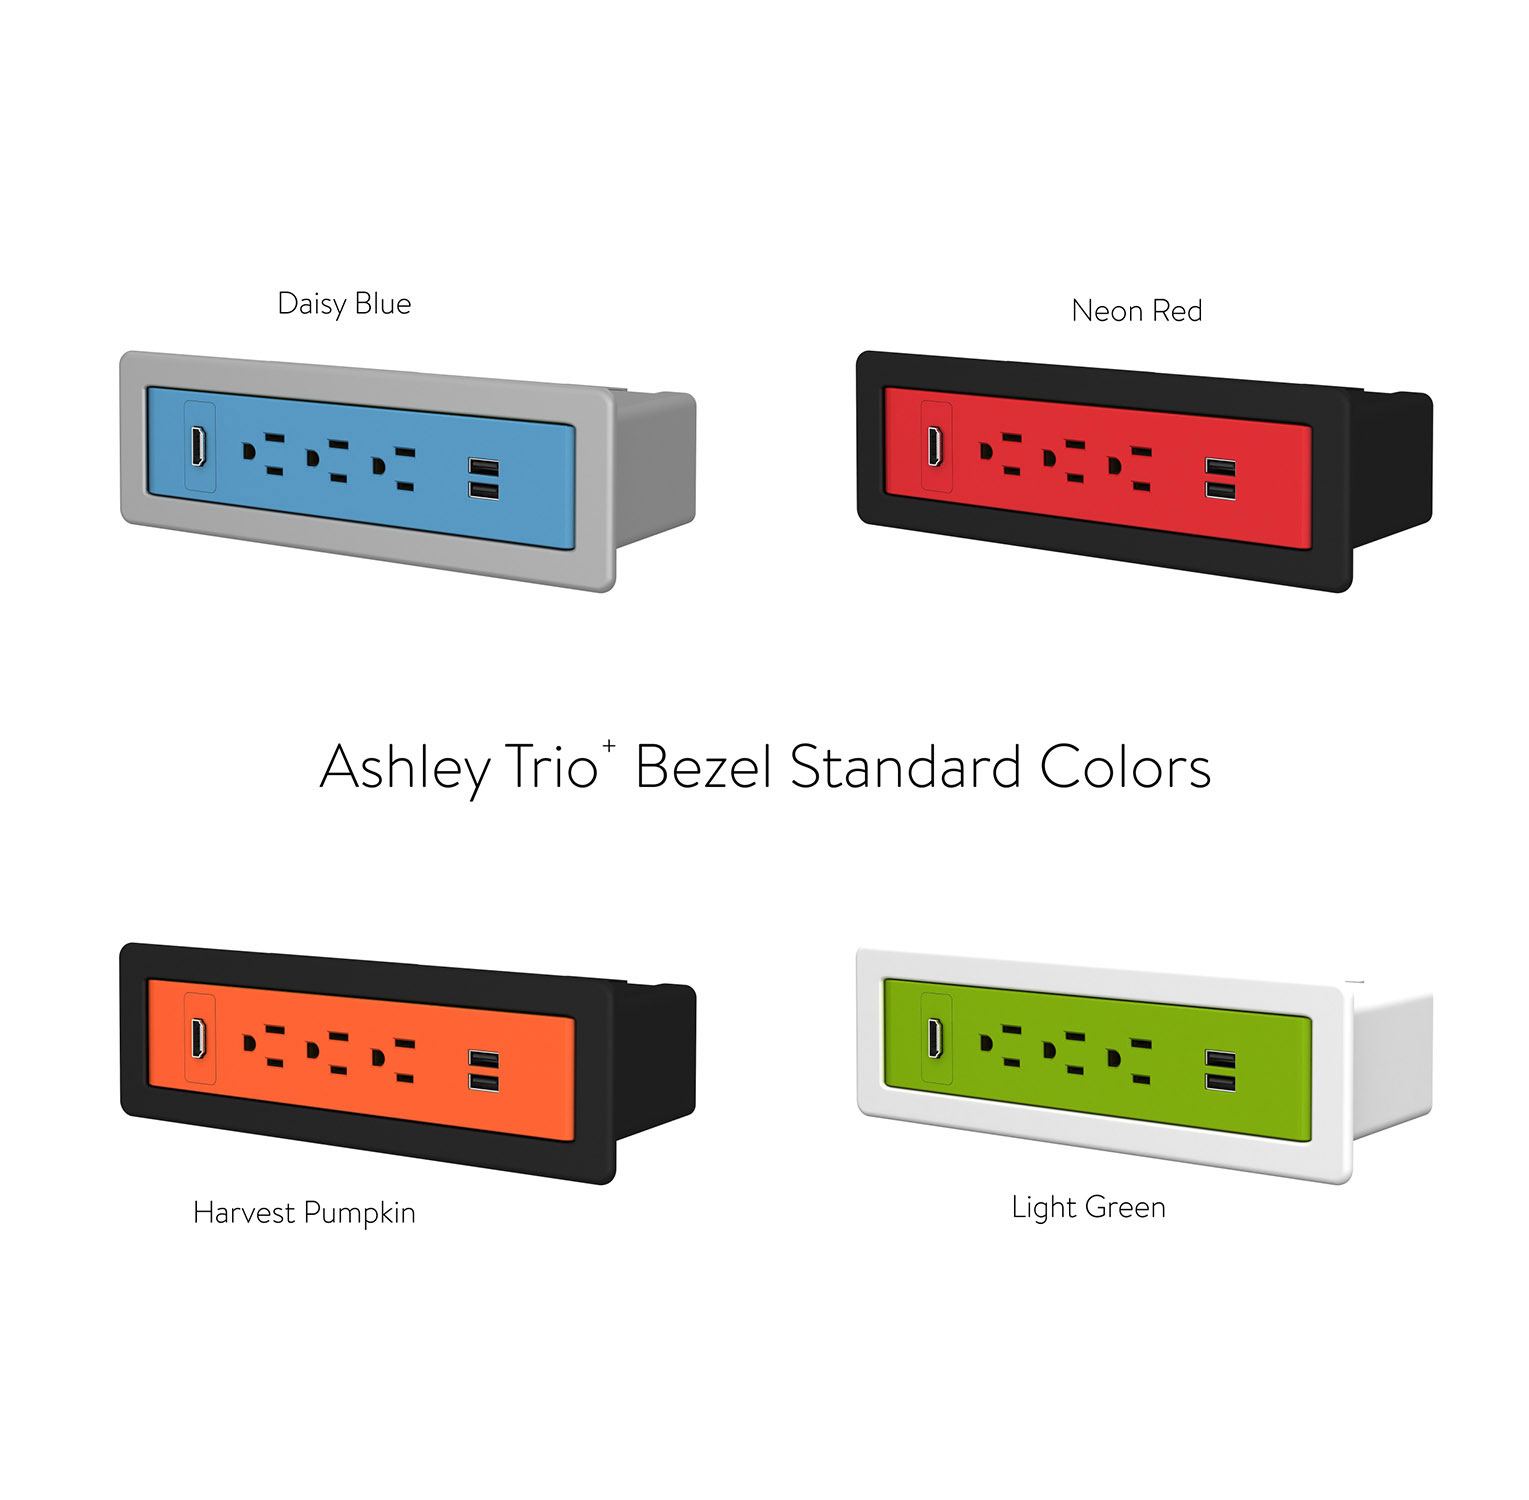 Daisy Blue
Neon Red
Ashley Trio⁺ Bezel Standard Colors
Harvest Pumpkin
Light Green